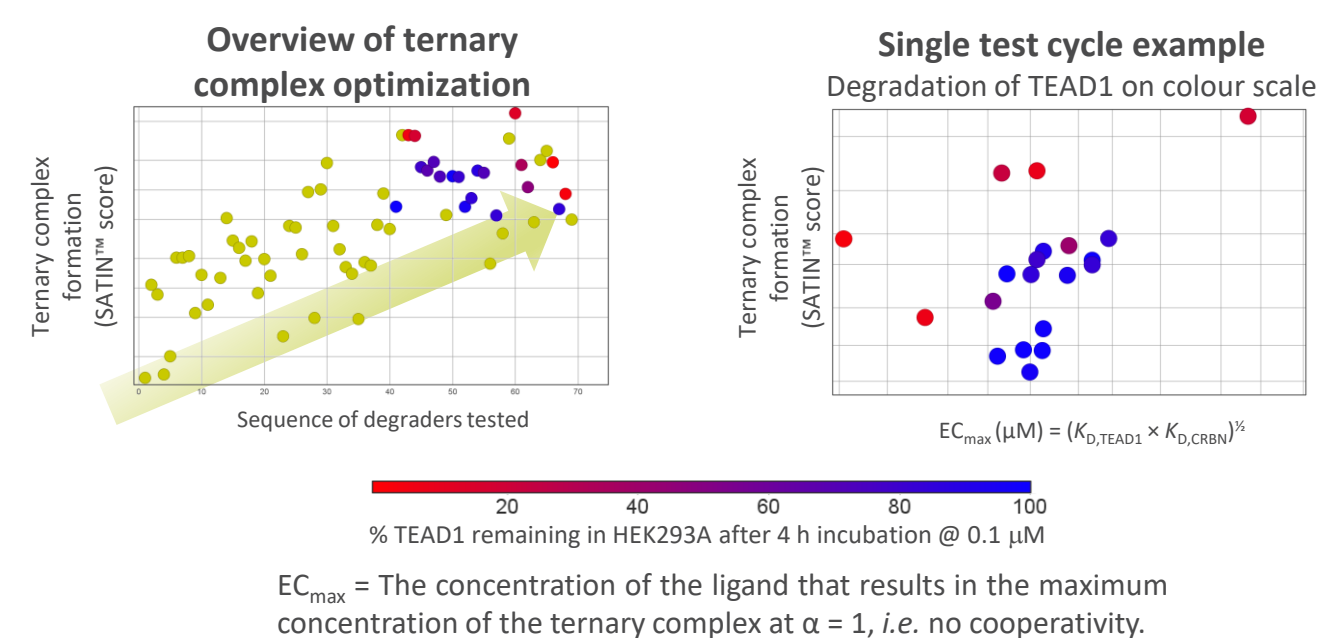 Overview of ternary
complex optimization
Ternary complex
formation
(SATIN™ score)
0 10 20 30 40 50 60 70
Sequence of degraders tested
Single test cycle example
Degradation of TEAD1 on colour scale
Ternary complex
formation
(SATIN™ score)
ECmax (µM) = (KD,TEAD1 × KD,CRBN)½
20 40 60 80 100
% TEAD1 remaining in HEK293A after 4 h incubation @ 0.1 µM
ECmax = The concentration of the ligand that results in the maximum
concentration of the ternary complex at α = 1, i.e. no cooperativity.